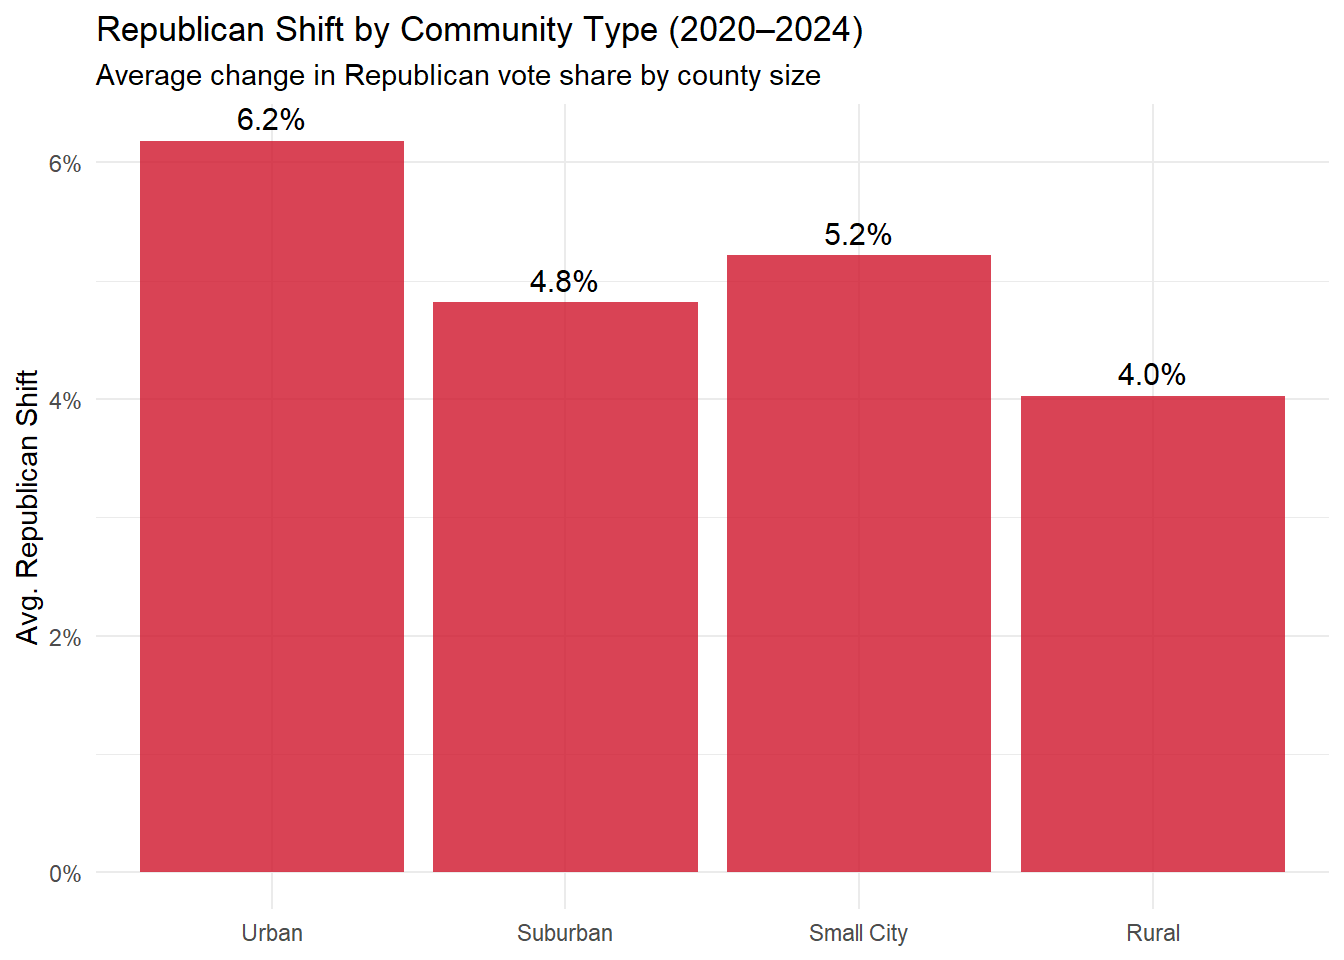 Republican Shift by Community Type (2020–2024)
Average change in Republican vote share by county size
6.2%
5.2%
4.8%
4.0%
6%
4%
2%
0%
Avg. Republican Shift
Urban
Suburban
Small City
Rural